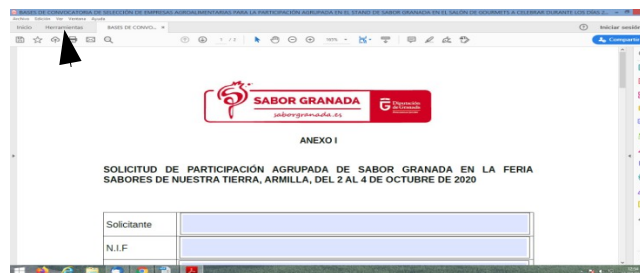 BASES DE CONVOCATORIA DE SELECCIÓN DE EMPRESAS AGROALIMENTARIAS PARA LA PARTICIPACIÓN AGRUPADA EN EL STAND DE SABOR GRANADA EN EL SALÓN DE GOURMETS A CELEBRAR DURANTE LOS DÍAS
Archivo Edición Ver Ventana Ayuda
Inicio Herramientas BASES DE CONVO... × Iniciar sesión
Compartir
SABOR GRANADA
saborgranada.es
Diputación de Granada
ANEXO I
SOLICITUD DE PARTICIPACIÓN AGRUPADA DE SABOR GRANADA EN LA FERIA
SABORES DE NUESTRA TIERRA, ARMILLA, DEL 2 AL 4 DE OCTUBRE DE 2020
Solicitante
N.I.F